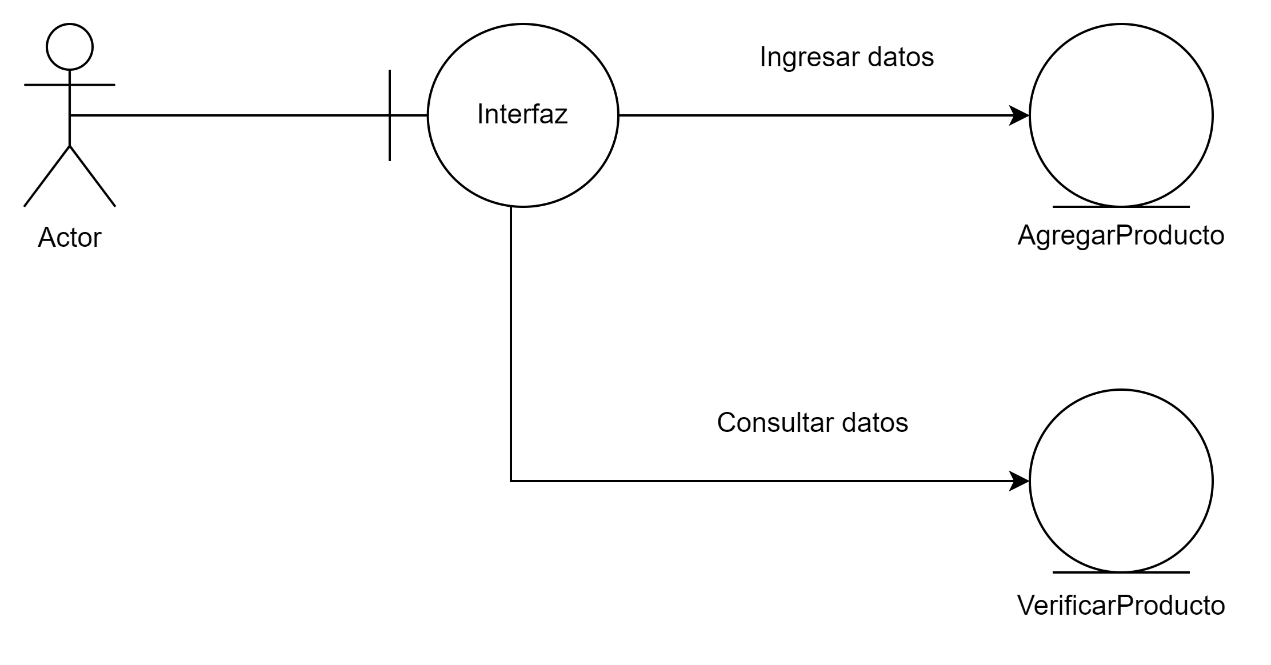 Ingresar datos
Interfaz
Actor
AgregarProducto
Consultar datos
VerificarProducto